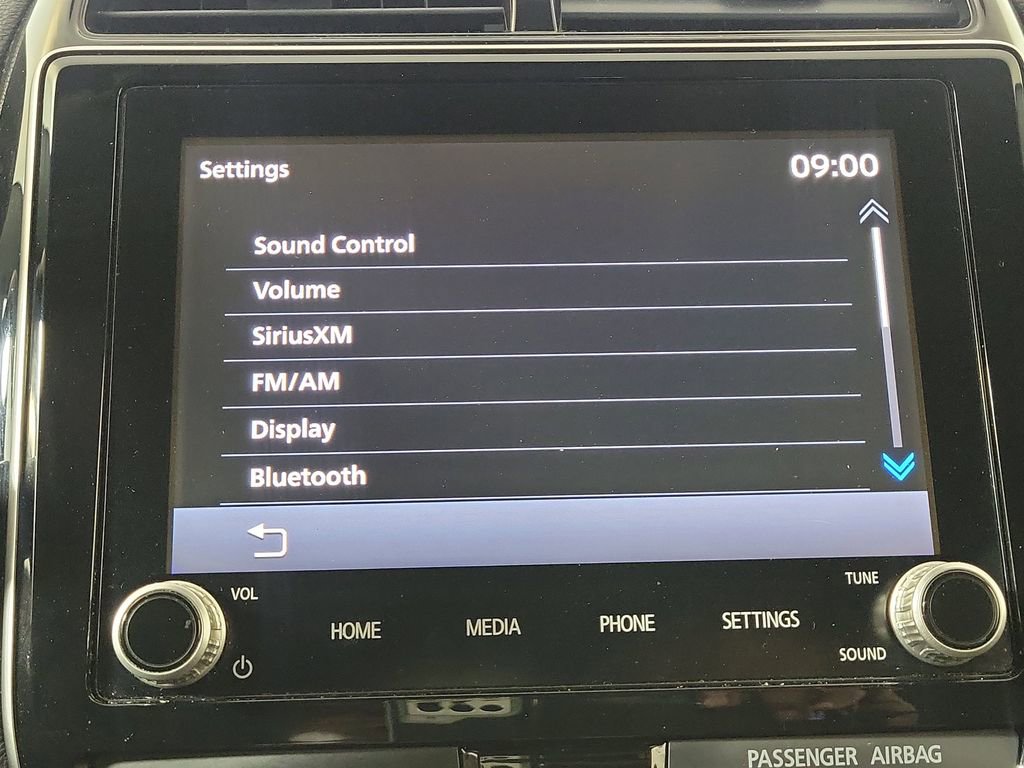 Settings 09:00
Sound Control
Volume
SiriusXM
FM/AM
Display
Bluetooth
VOL HOME MEDIA PHONE SETTINGS TUNE
SOUND
PASSENGER AIRBAG